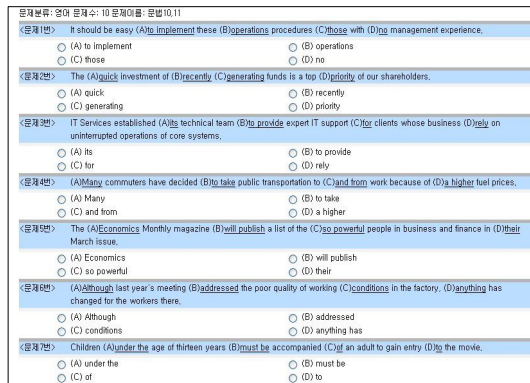 문제분류: 영어 문제수: 10 문제이름: 문법10,11
<문제1번> It should be easy (A)to implement these (B)operations procedures (C)those with (D)no management experience.
(A) to implement (B) operations
(C) those (D) no
<문제2번> The (A)quick investment of (B)recently (C)generating funds is a top (D)priority of our shareholders.
(A) quick (B) recently
(C) generating (D) priority
<문제3번> IT Services established (A)its technical team (B)to provide expert IT support (C)for clients whose business (D)rely on
uninterrupted operations of core systems.
(A) its (B) to provide
(C) for (D) rely
<문제4번> (A)Many commuters have decided (B)to take public transportation to (C)and from work because of (D)a higher fuel prices.
(A) Many (B) to take
(C) and from (D) a higher
<문제5번> The (A)Economics Monthly magazine (B)will publish a list of the (C)so powerful people in business and finance in (D)their
March issue.
(A) Economics (B) will publish
(C) so powerful (D) their
<문제6번> (A)Although last year's meeting (B)addressed the poor quality of working (C)conditions in the factory, (D)anything has
changed for the workers there.
(A) Although (B) addressed
(C) conditions (D) anything has
<문제7번> Children (A)under the age of thirteen years (B)must be accompanied (C)of an adult to gain entry (D)to the movie.
(A) under the (B) must be
(C) of (D) to